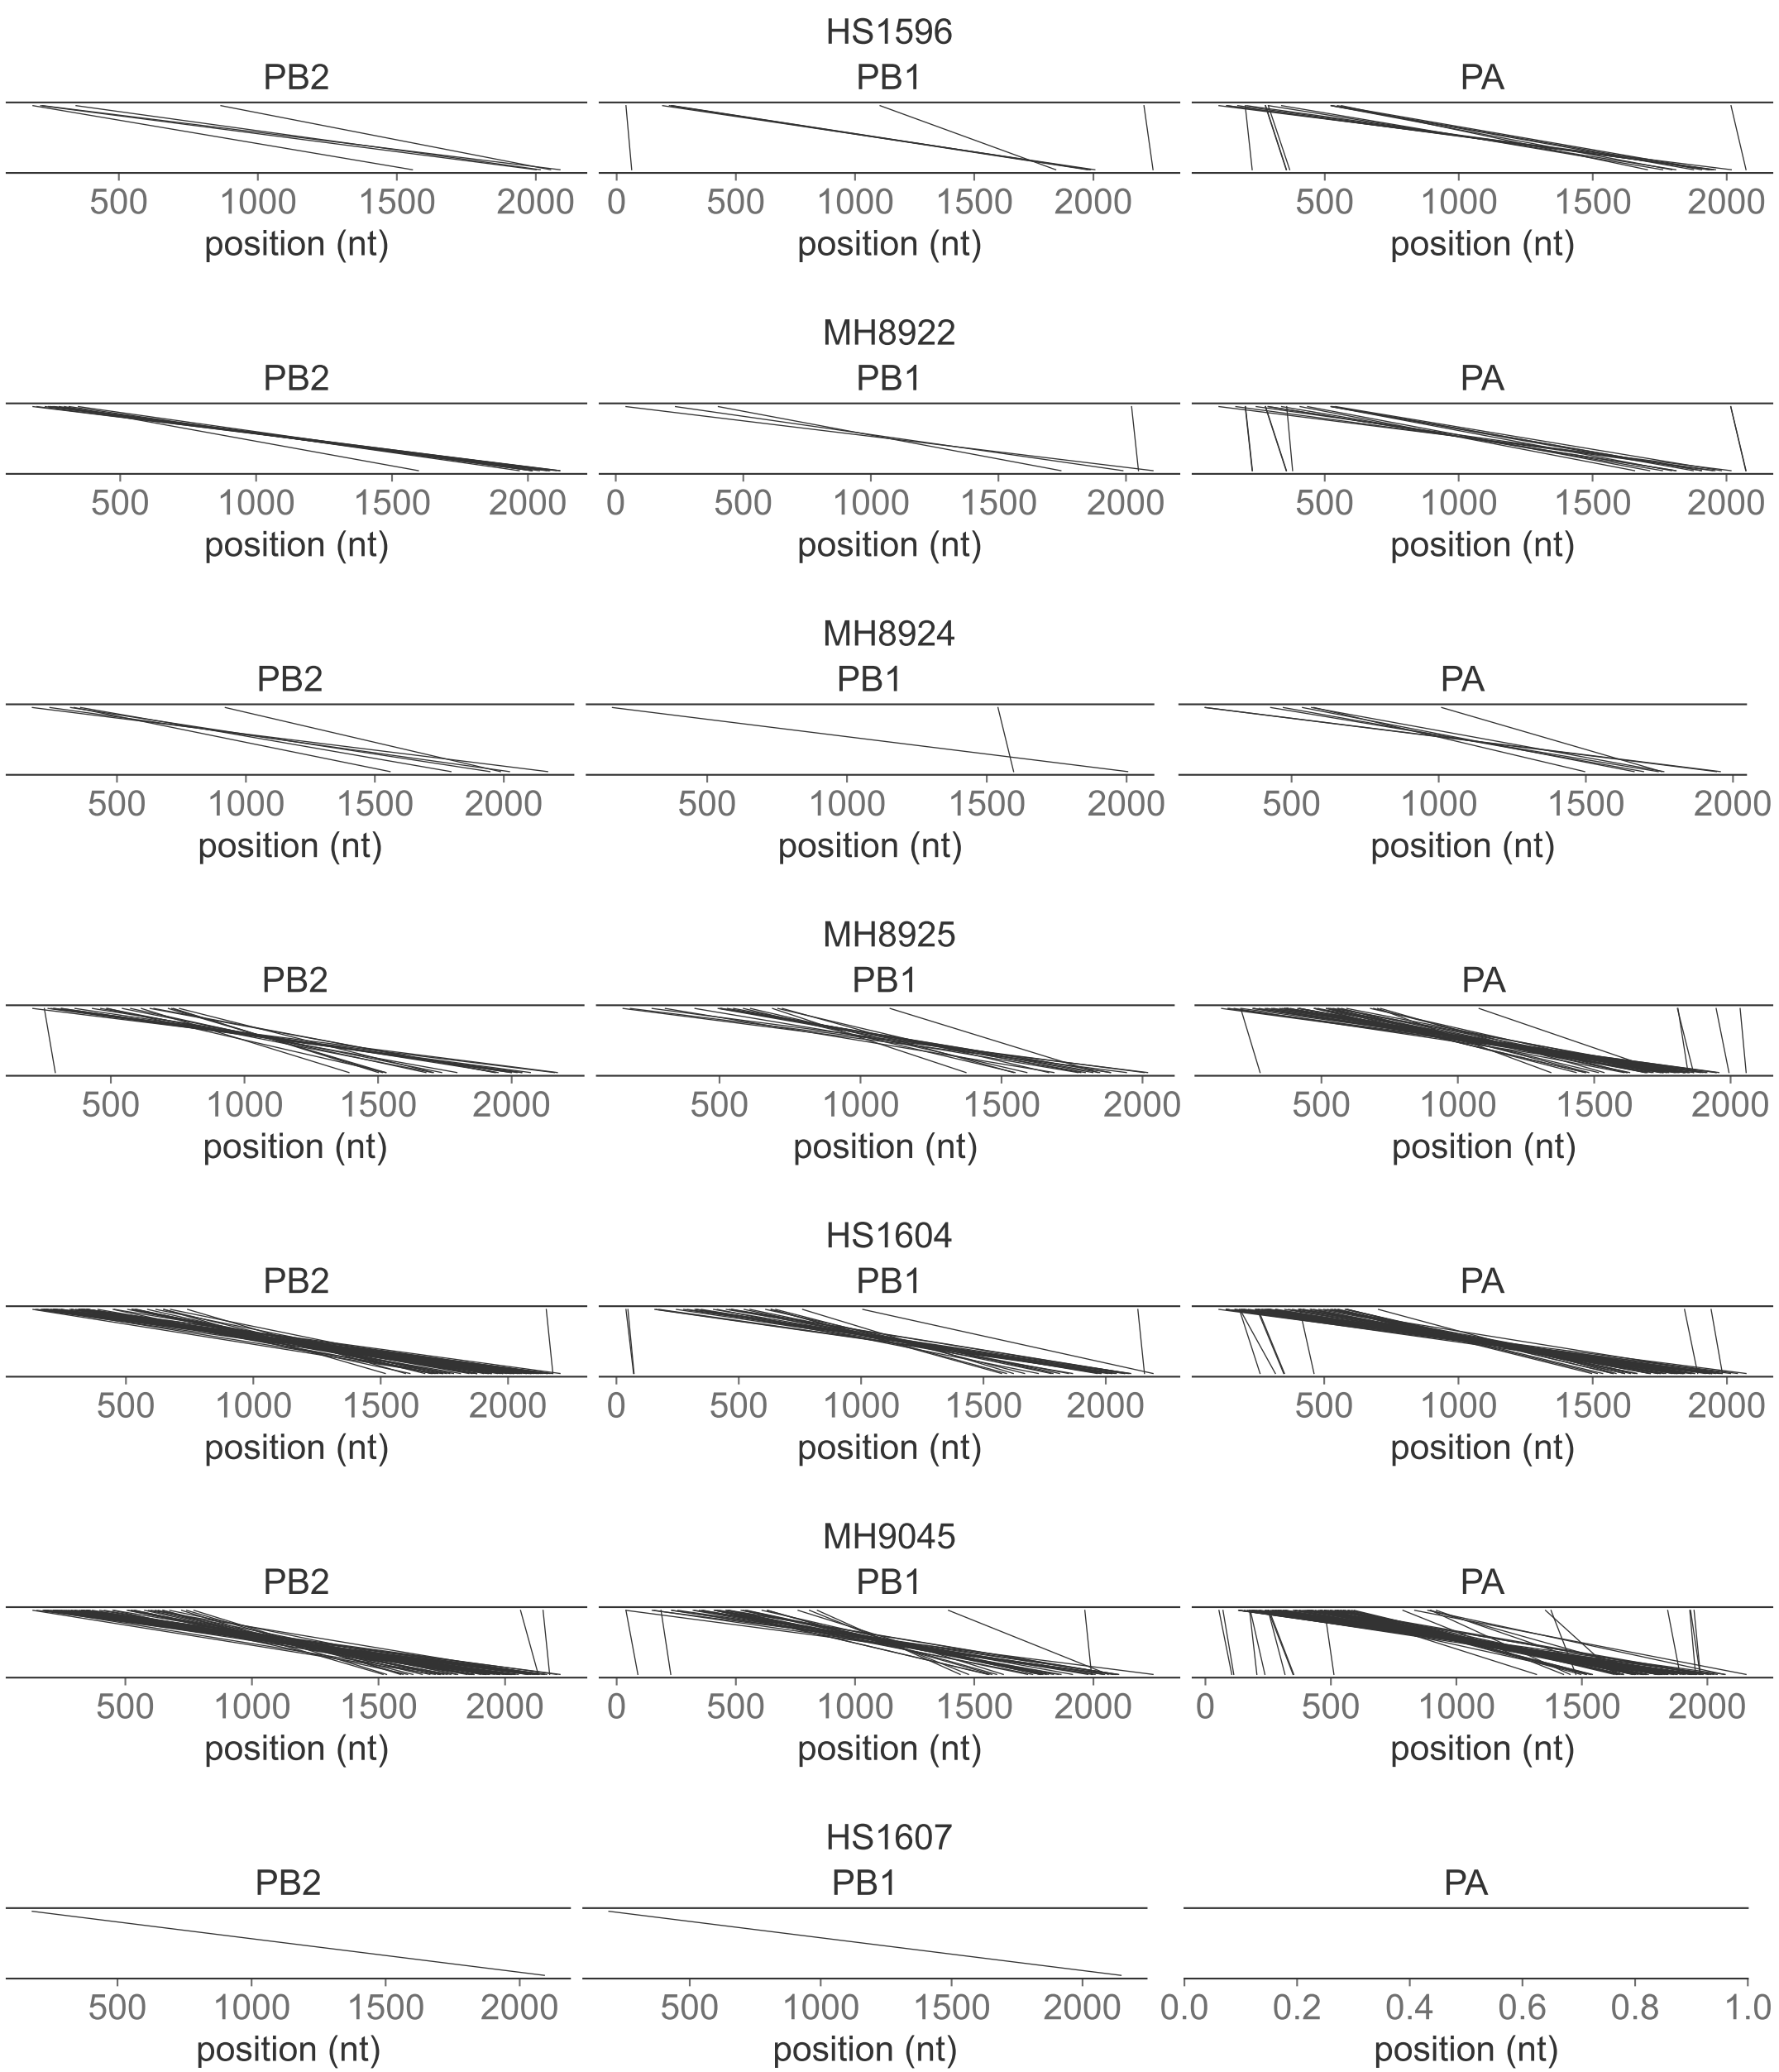 HS1596
PB2 PB1 PA
500 1000 1500 2000 0 500 1000 1500 2000 500 1000 1500 2000
position (nt) position (nt) position (nt)
MH8922
PB2 PB1 PA
500 1000 1500 2000 0 500 1000 1500 2000 500 1000 1500 2000
position (nt) position (nt) position (nt)
MH8924
PB2 PB1 PA
500 1000 1500 2000 500 1000 1500 2000 500 1000 1500 2000
position (nt) position (nt) position (nt)
MH8925
PB2 PB1 PA
500 1000 1500 2000 500 1000 1500 2000 500 1000 1500 2000
position (nt) position (nt) position (nt)
HS1604
PB2 PB1 PA
500 1000 1500 2000 0 500 1000 1500 2000 500 1000 1500 2000
position (nt) position (nt) position (nt)
MH9045
PB2 PB1 PA
500 1000 1500 2000 0 500 1000 1500 2000 0 500 1000 1500 2000
position (nt) position (nt) position (nt)
HS1607
PB2 PB1 PA
500 1000 1500 2000 500 1000 1500 2000 0.0 0.2 0.4 0.6 0.8 1.0
position (nt) position (nt) position (nt)